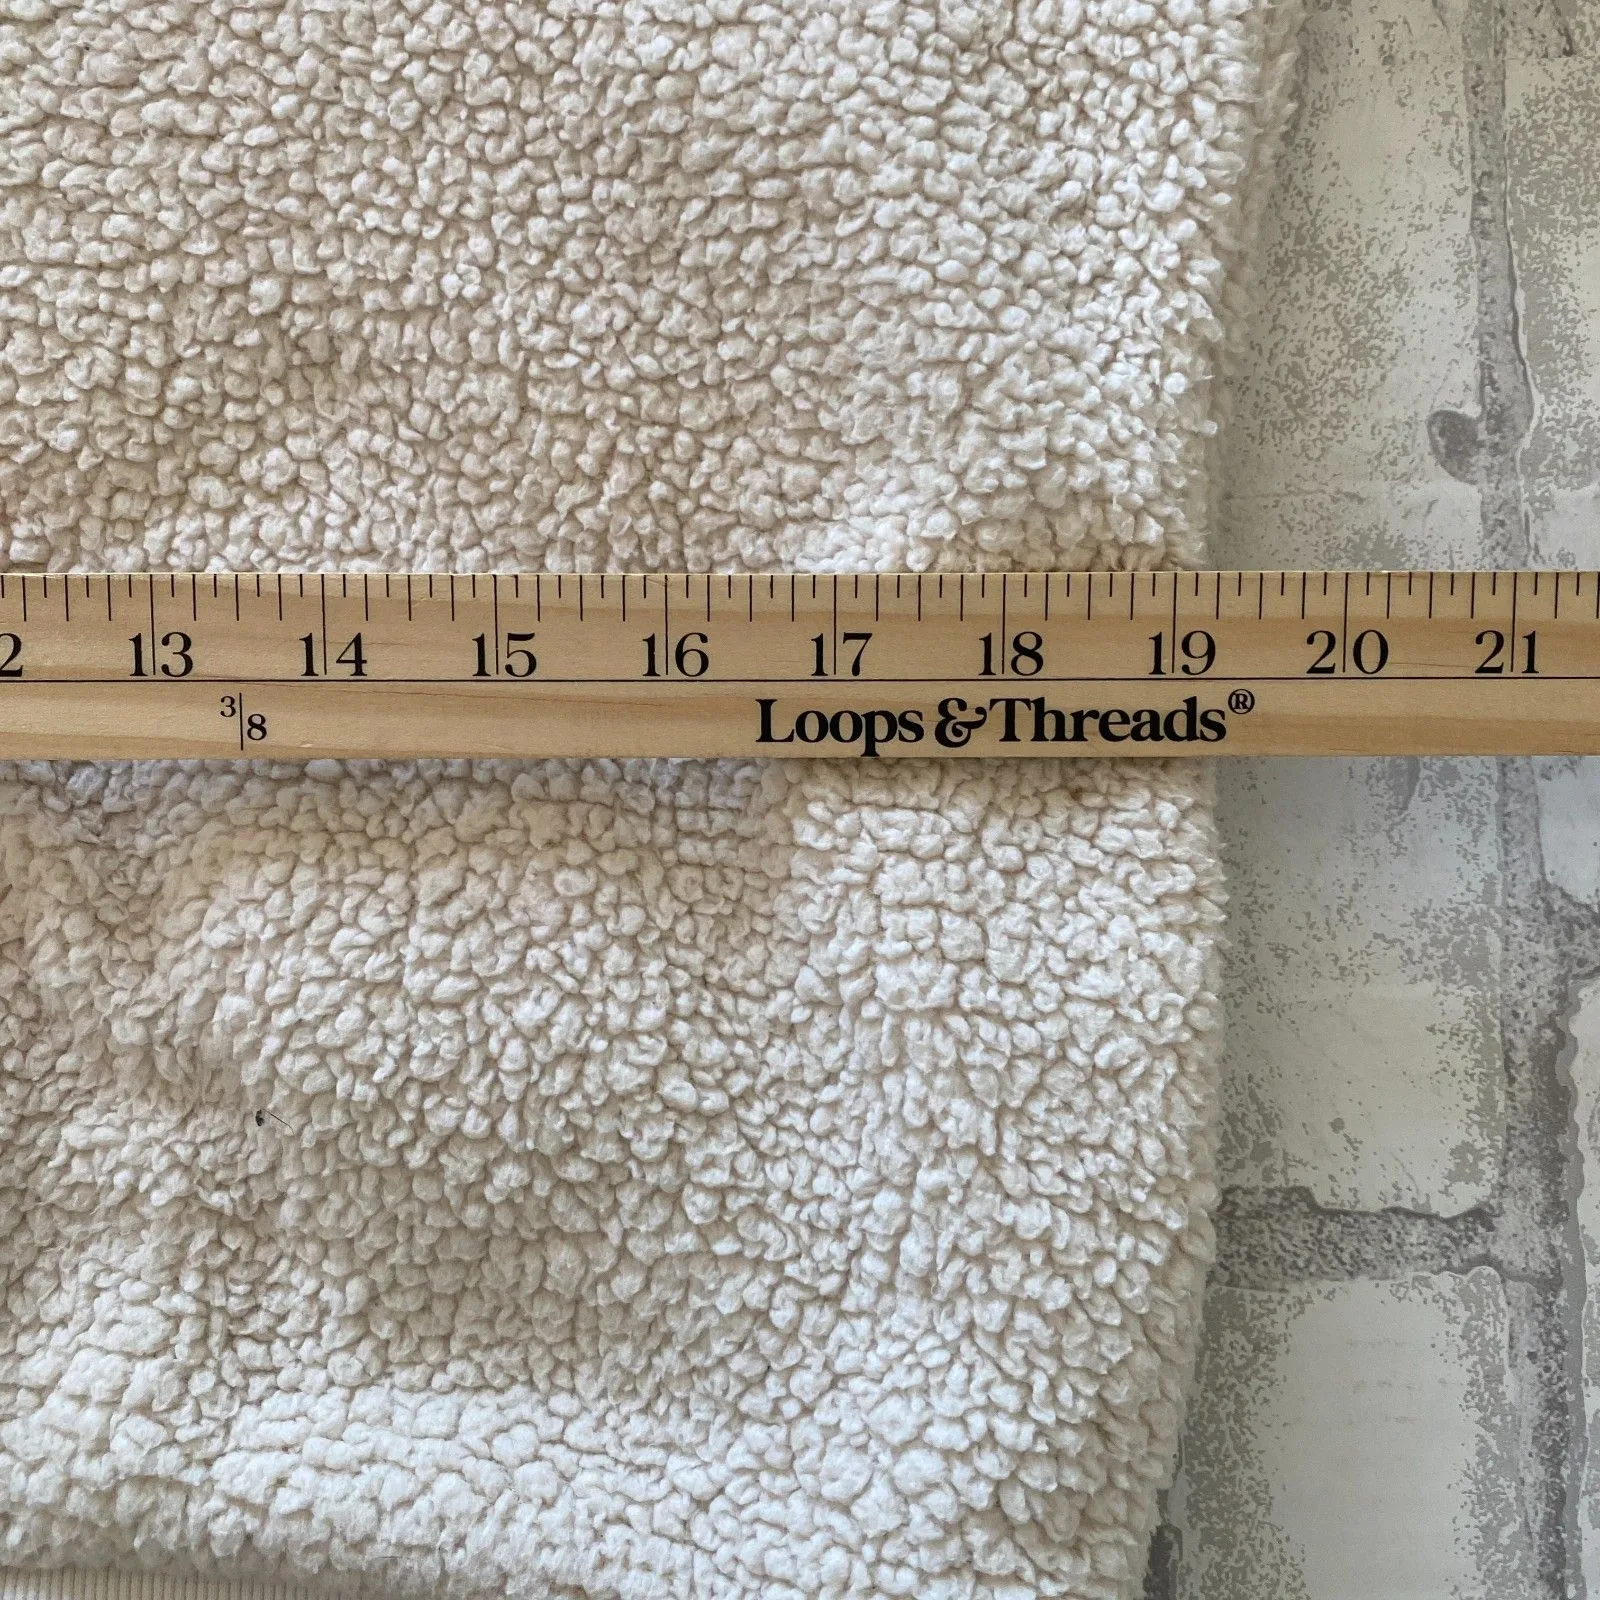 2 13 14 15 16 17 18 19 20 21
3/8 Loops & Threads®